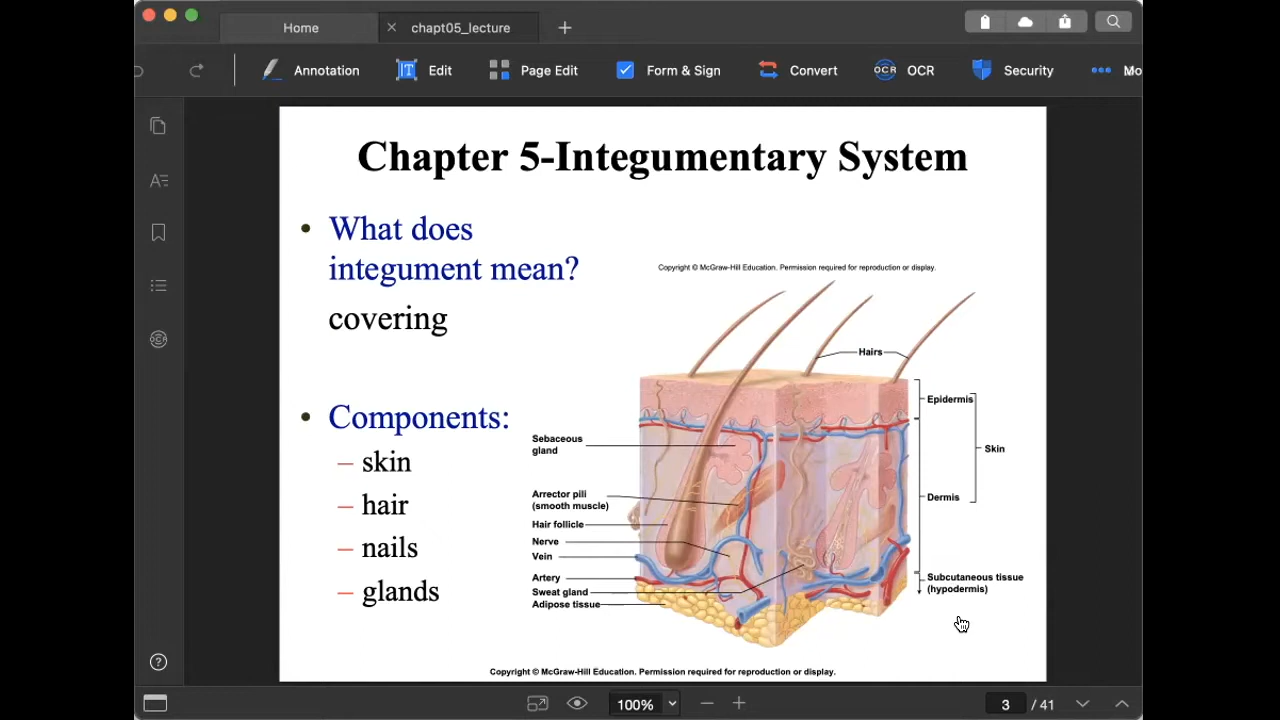 Home
chapt05_lecture
Annotation
Edit
Page Edit
Form & Sign
Convert
OCR
OCR
Security
Mo
Chapter 5-Integumentary System
• What does
integument mean?
covering
• Components:
– skin
– hair
– nails
– glands
Copyright © McGraw-Hill Education. Permission required for reproduction or display.
Hairs
Epidermis
Skin
Dermis
Subcutaneous tissue
(hypodermis)
Sebaceous
gland
Arrector pili
(smooth muscle)
Hair follicle
Nerve
Vein
Artery
Sweat gland
Adipose tissue
Copyright © McGraw-Hill Education. Permission required for reproduction or display.
100%
3 / 41